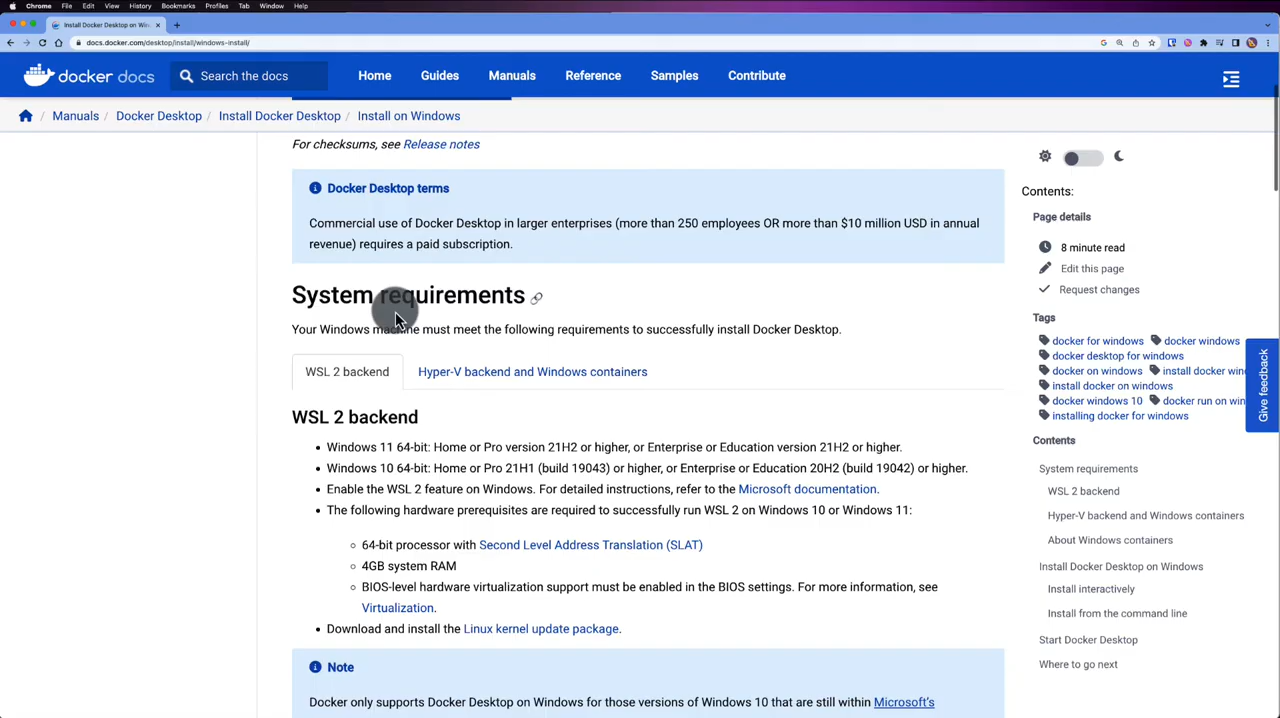 Chrome File Edit View History Bookmarks Profiles Tab Window Help
Install Docker Desktop on Win
docs.docker.com/desktop/install/windows-install/
docker docs Search the docs Home Guides Manuals Reference Samples Contribute
/ Manuals / Docker Desktop / Install Docker Desktop / Install on Windows
For checksums, see Release notes
Docker Desktop terms
Commercial use of Docker Desktop in larger enterprises (more than 250 employees OR more than $10 million USD in annual
revenue) requires a paid subscription.
System requirements
Your Windows machine must meet the following requirements to successfully install Docker Desktop.
WSL 2 backend Hyper-V backend and Windows containers
WSL 2 backend
• Windows 11 64-bit: Home or Pro version 21H2 or higher, or Enterprise or Education version 21H2 or higher.
• Windows 10 64-bit: Home or Pro 21H1 (build 19043) or higher, or Enterprise or Education 20H2 (build 19042) or higher.
• Enable the WSL 2 feature on Windows. For detailed instructions, refer to the Microsoft documentation.
• The following hardware prerequisites are required to successfully run WSL 2 on Windows 10 or Windows 11:
◦ 64-bit processor with Second Level Address Translation (SLAT)
◦ 4GB system RAM
◦ BIOS-level hardware virtualization support must be enabled in the BIOS settings. For more information, see
Virtualization.
• Download and install the Linux kernel update package.
Note
Docker only supports Docker Desktop on Windows for those versions of Windows 10 that are still within Microsoft's
Contents:
Page details
8 minute read
Edit this page
Request changes
Tags
docker for windows docker windows
docker desktop for windows
docker on windows install docker win
install docker on windows
docker windows 10 docker run on win
installing docker for windows
Contents
System requirements
WSL 2 backend
Hyper-V backend and Windows containers
About Windows containers
Install Docker Desktop on Windows
Install interactively
Install from the command line
Start Docker Desktop
Where to go next
Give feedback